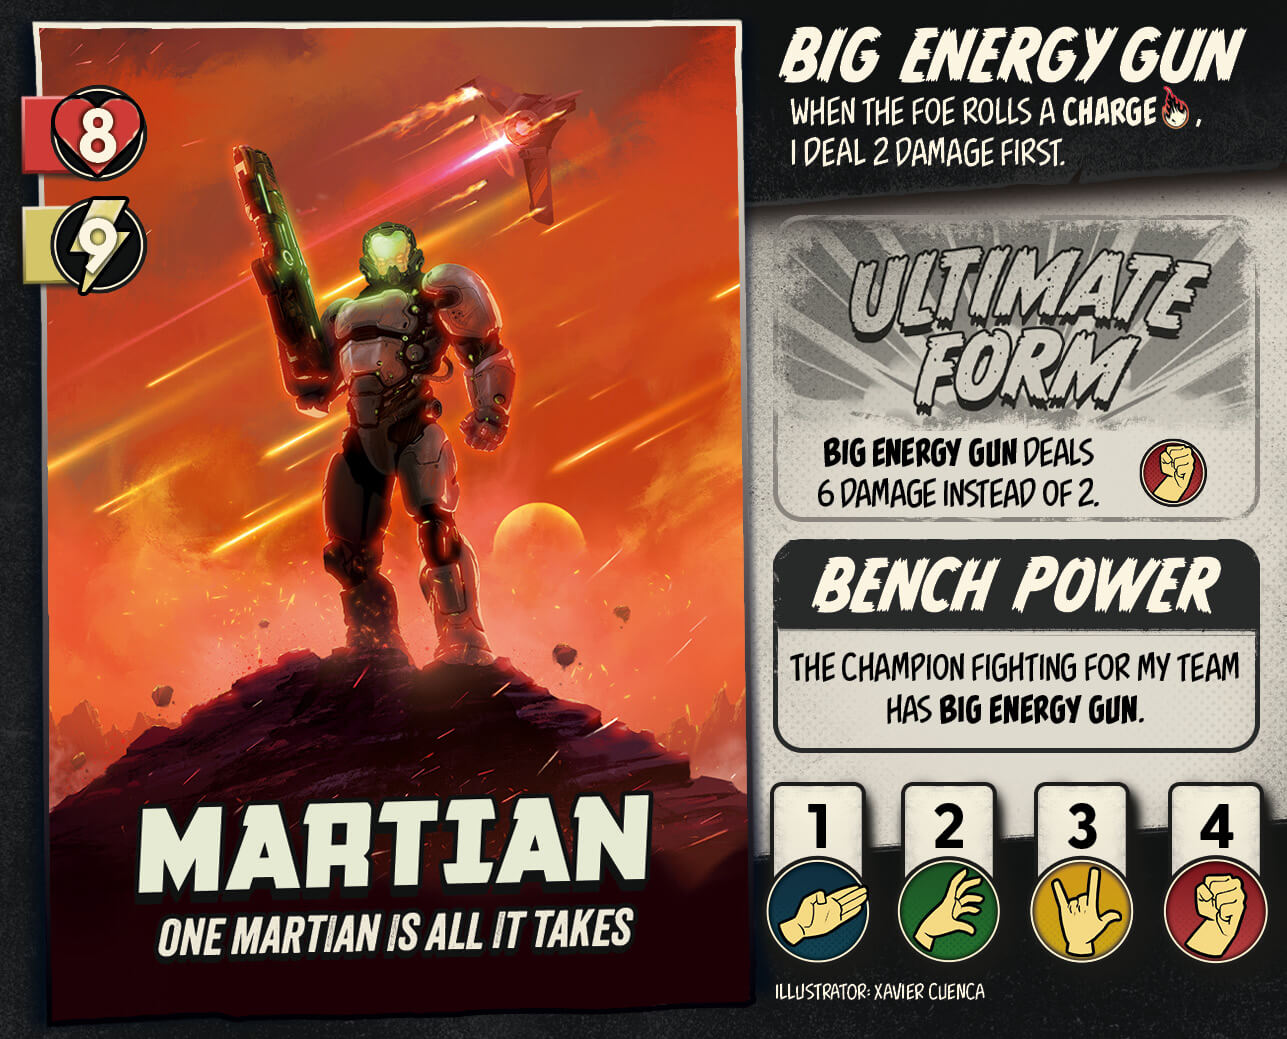 8
9
MARTIAN
ONE MARTIAN IS ALL IT TAKES
BIG ENERGY GUN
WHEN THE FOE ROLLS A CHARGE,
I DEAL 2 DAMAGE FIRST.
ULTIMATE
FORM
BIG ENERGY GUN DEALS
6 DAMAGE INSTEAD OF 2.
BENCH POWER
THE CHAMPION FIGHTING FOR MY TEAM
HAS BIG ENERGY GUN.
1 2 3 4
ILLUSTRATOR: XAVIER CUENCA